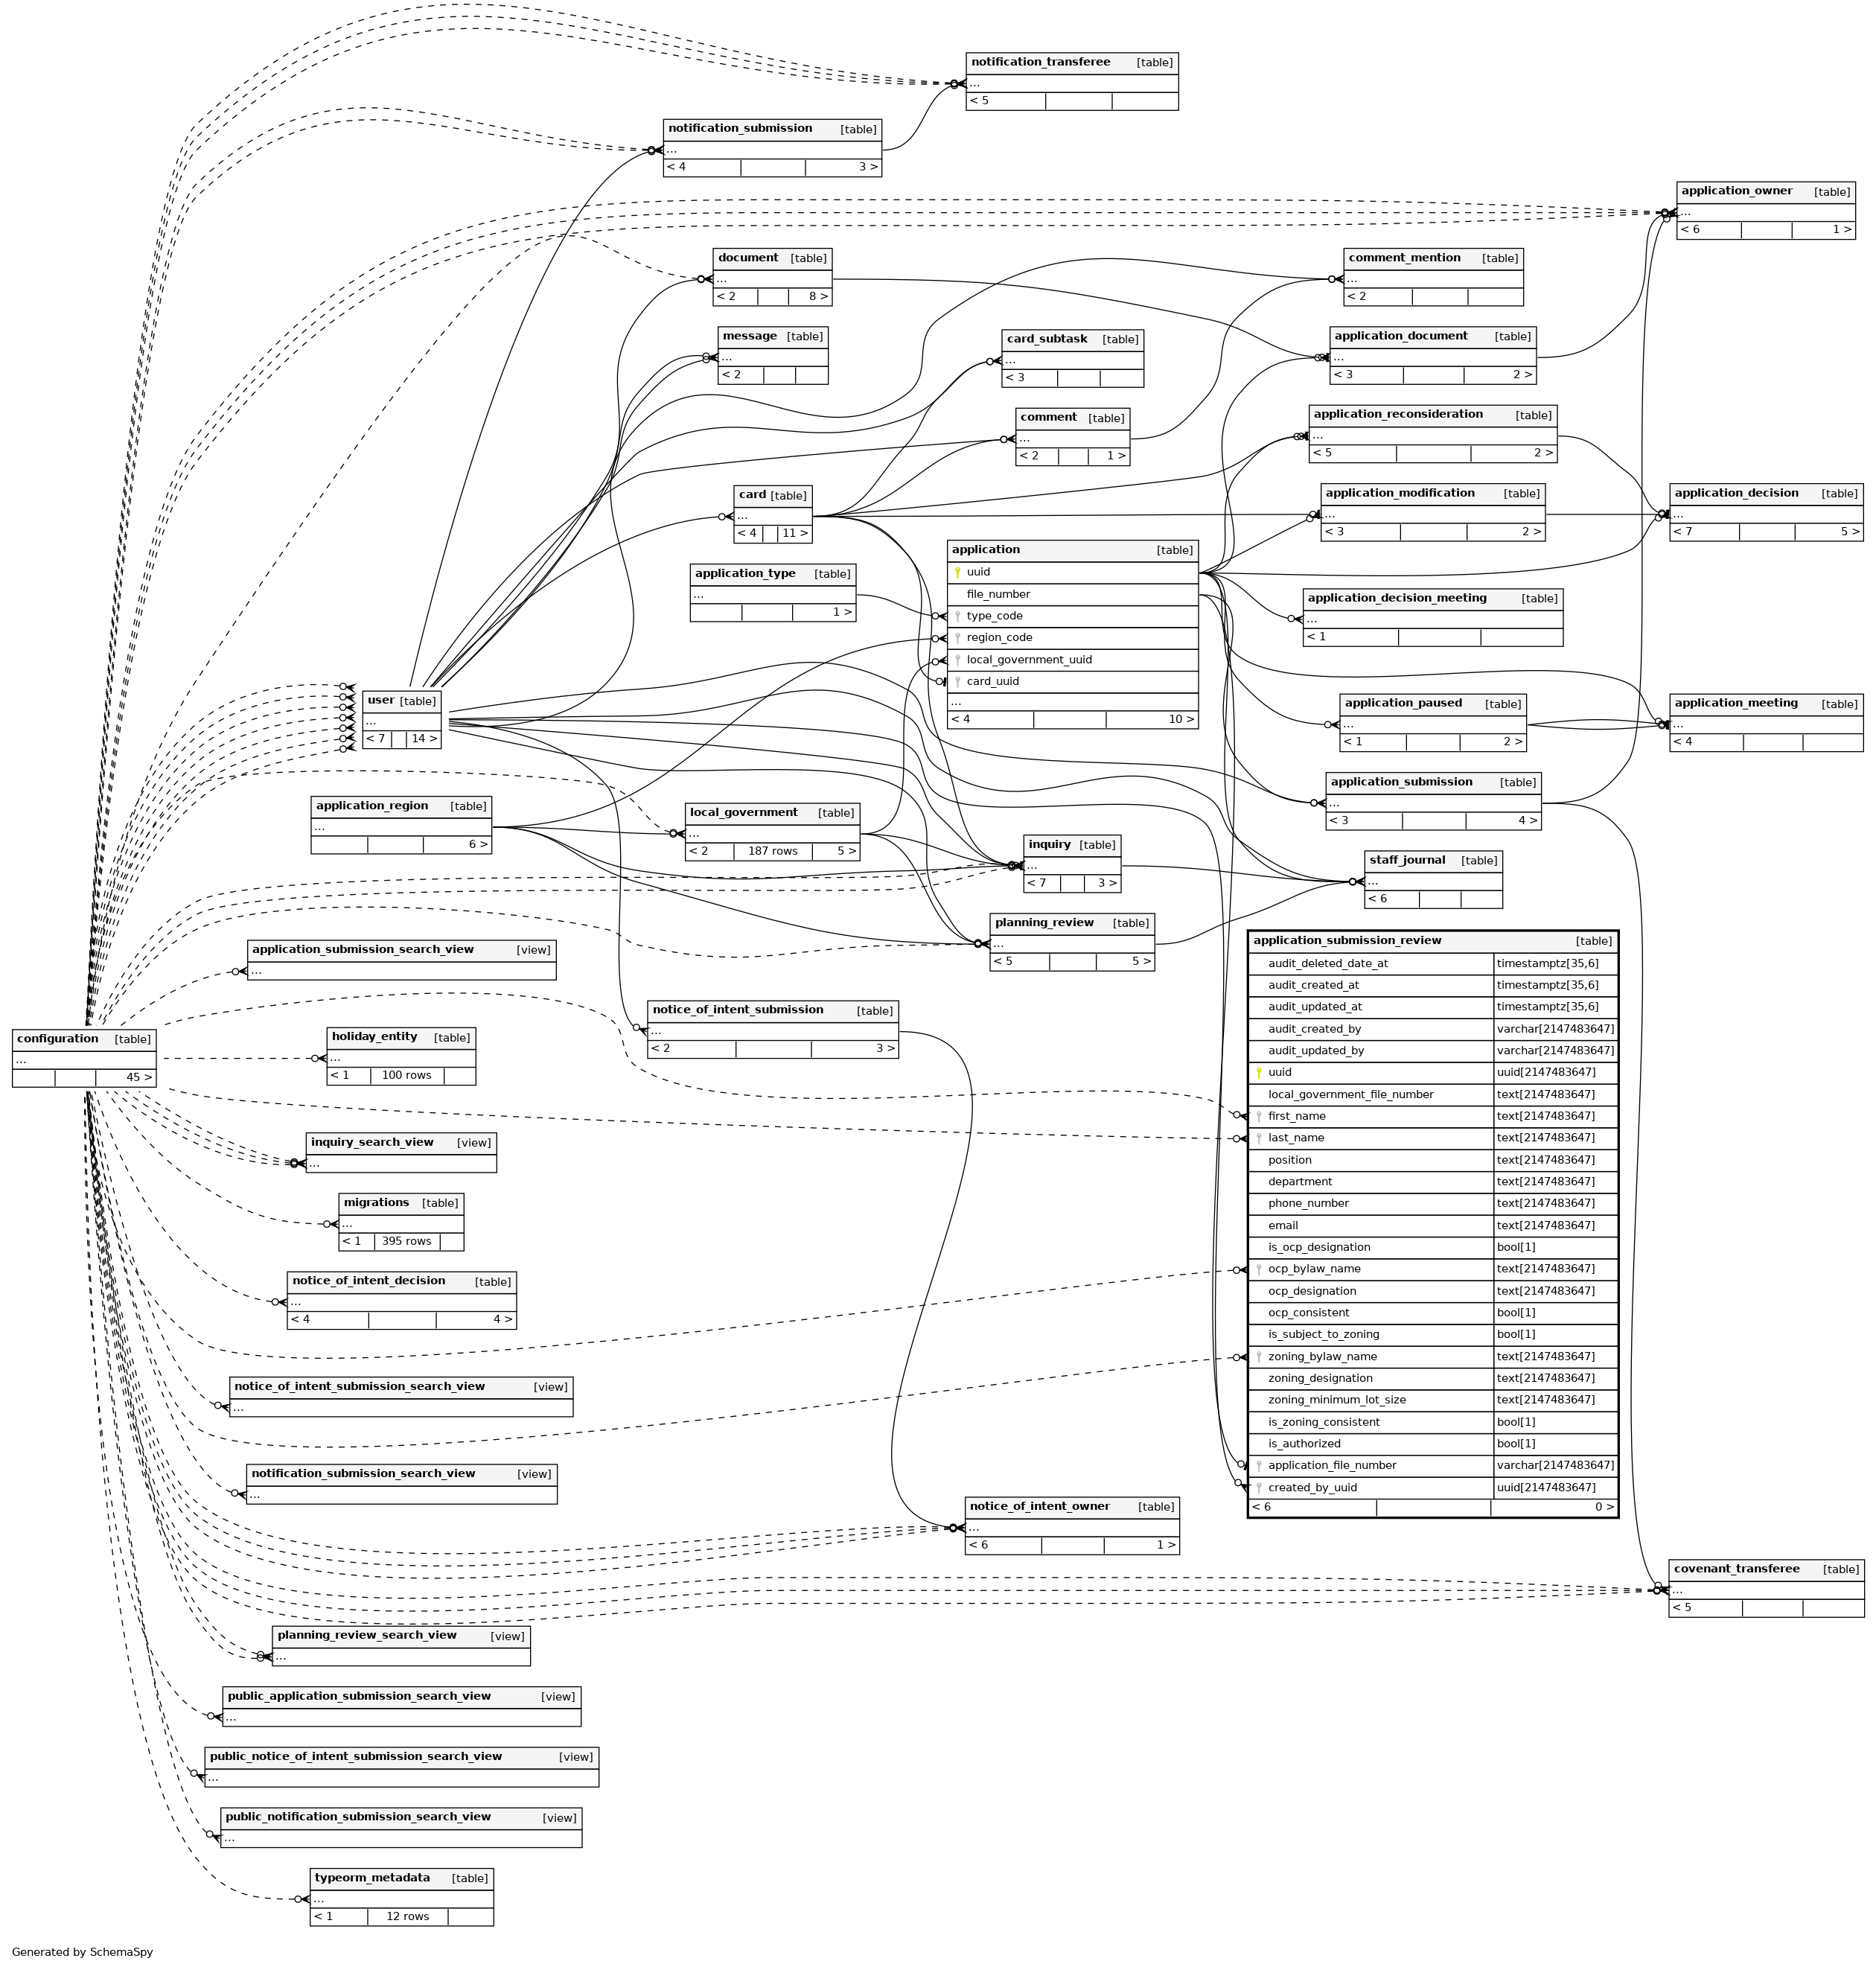 notification_transferee [table]
...
< 5
notification_submission [table]
...
< 4 3 >
application_owner [table]
...
< 6 1 >
document [table]
...
< 2 8 >
comment_mention [table]
...
< 2
message [table]
...
< 2
card_subtask [table]
...
< 3
application_document [table]
...
< 3 2 >
comment [table]
...
< 2 1 >
application_reconsideration [table]
...
< 5 2 >
card [table]
...
< 4 11 >
application_modification [table]
...
< 3 2 >
application_decision [table]
...
< 7 5 >
application [table]
uuid
file_number
type_code
region_code
local_government_uuid
card_uuid
...
< 4 10 >
application_type [table]
...
1 >
application_decision_meeting [table]
...
< 1
user [table]
...
< 7 14 >
application_paused [table]
...
< 1 2 >
application_meeting [table]
...
< 4
application_submission [table]
...
< 3 4 >
application_region [table]
...
6 >
local_government [table]
...
< 2 187 rows 5 >
inquiry [table]
...
< 7 3 >
staff_journal [table]
...
< 6
planning_review [table]
...
< 5 5 >
application_submission_review [table]
audit_deleted_date_at timestamptz[35,6]
audit_created_at timestamptz[35,6]
audit_updated_at timestamptz[35,6]
audit_created_by varchar[2147483647]
audit_updated_by varchar[2147483647]
uuid uuid[2147483647]
local_government_file_number text[2147483647]
first_name text[2147483647]
last_name text[2147483647]
position text[2147483647]
department text[2147483647]
phone_number text[2147483647]
email text[2147483647]
is_ocp_designation bool[1]
ocp_bylaw_name text[2147483647]
ocp_designation text[2147483647]
ocp_consistent bool[1]
is_subject_to_zoning bool[1]
zoning_bylaw_name text[2147483647]
zoning_designation text[2147483647]
zoning_minimum_lot_size text[2147483647]
is_zoning_consistent bool[1]
is_authorized bool[1]
application_file_number varchar[2147483647]
created_by_uuid uuid[2147483647]
< 6 0 >
application_submission_search_view [view]
...
notice_of_intent_submission [table]
...
< 2 3 >
configuration [table]
...
45 >
holiday_entity [table]
...
< 1 100 rows
inquiry_search_view [view]
...
migrations [table]
...
< 1 395 rows
notice_of_intent_decision [table]
...
< 4 4 >
notice_of_intent_submission_search_view [view]
...
notification_submission_search_view [view]
...
notice_of_intent_owner [table]
...
< 6 1 >
covenant_transferee [table]
...
< 5
planning_review_search_view [view]
...
public_application_submission_search_view [view]
...
public_notice_of_intent_submission_search_view [view]
...
public_notification_submission_search_view [view]
...
typeorm_metadata [table]
...
< 1 12 rows
Generated by SchemaSpy